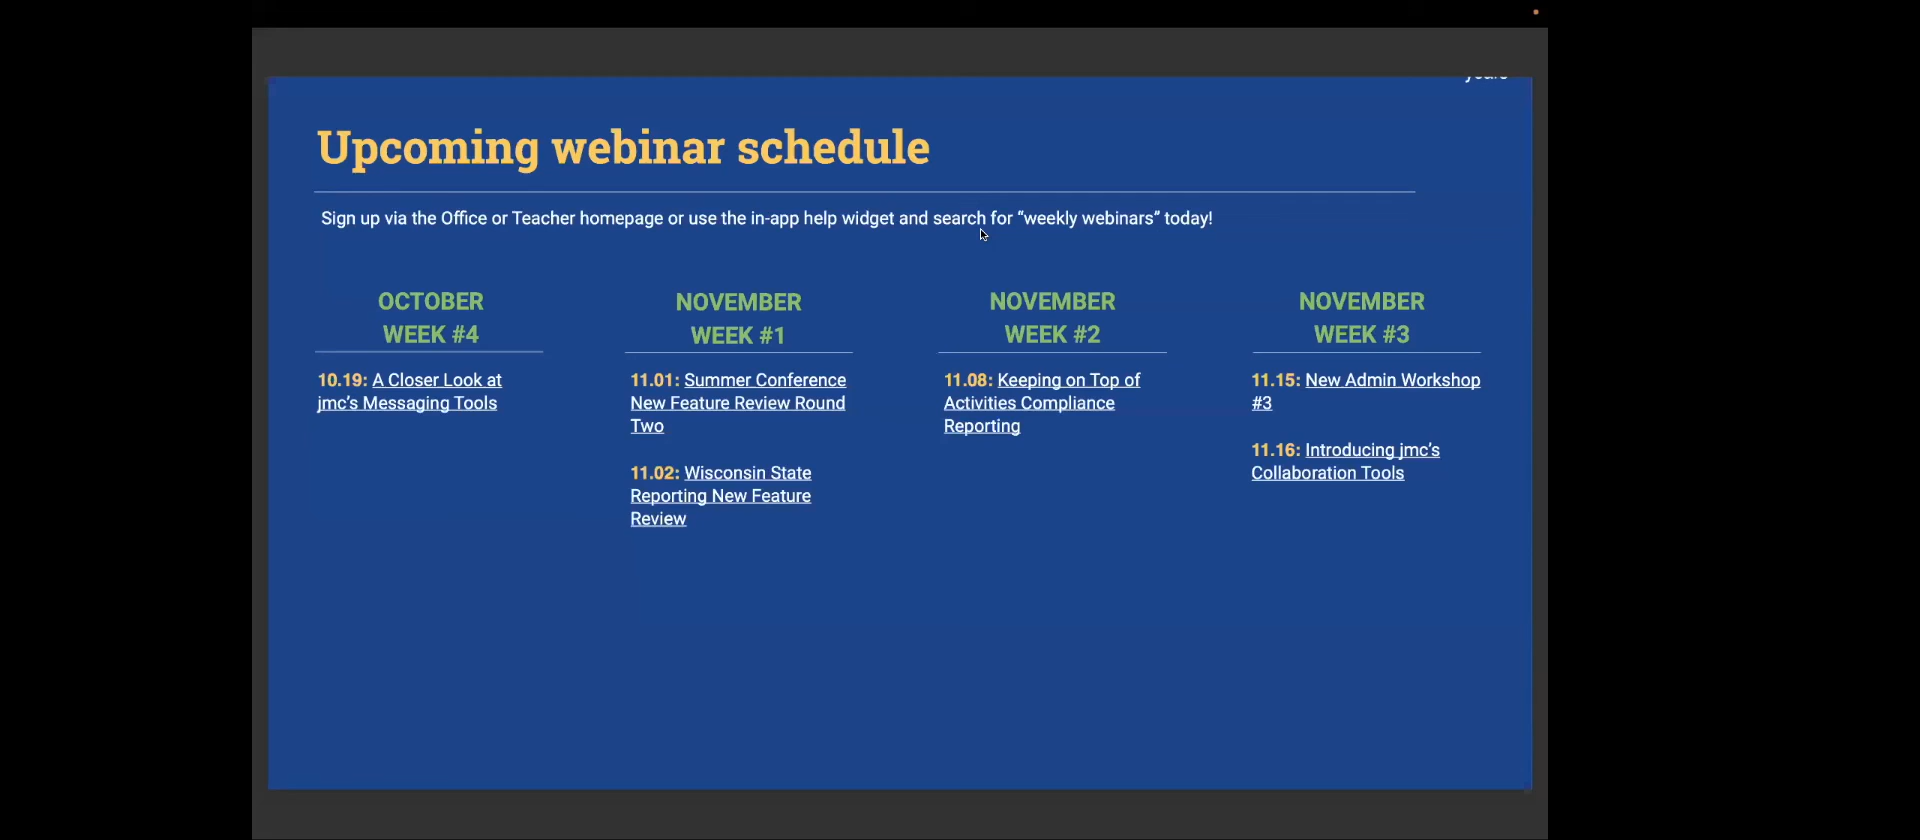 Upcoming webinar schedule
Sign up via the Office or Teacher homepage or use the in-app help widget and search for “weekly webinars” today!
OCTOBER
WEEK #4
10.19: A Closer Look at
jmc’s Messaging Tools
NOVEMBER
WEEK #1
11.01: Summer Conference
New Feature Review Round
Two
11.02: Wisconsin State
Reporting New Feature
Review
NOVEMBER
WEEK #2
11.08: Keeping on Top of
Activities Compliance
Reporting
NOVEMBER
WEEK #3
11.15: New Admin Workshop
#3
11.16: Introducing jmc’s
Collaboration Tools